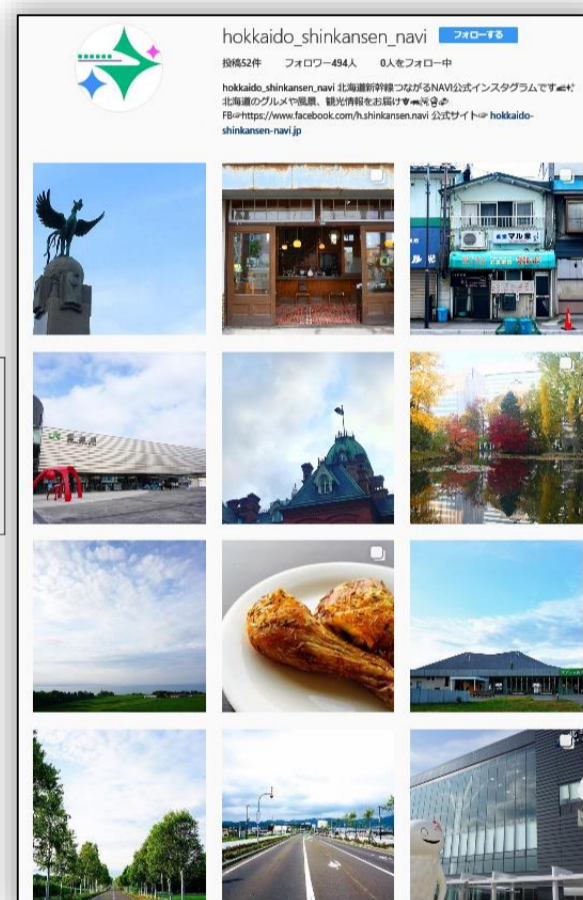 hokkaido_shinkansen_navi フォローする
投稿52件 フォロワー494人 0人をフォロー中
hokkaido_shinkansen_navi 北海道新幹線つながるNAVI公式インスタグラムです
北海道のグルメや風景、観光情報をお届け
FB☞https://www.facebook.com/h.shinkansen.navi 公式サイト☞ hokkaido-
shinkansen-navi.jp
マル幸